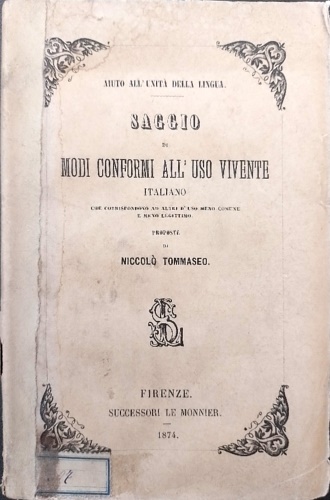 AIUTO ALL'UNITÀ DELLA LINGUA.
SAGGIO
DI
MODI CONFORMI ALL'USO VIVENTE
ITALIANO
CHE CORRISPONDONO AD ALTRI D'USO MENO COMUNE
E MENO LEGITTIMO.
PROPOSTI
DI
NICCOLÒ TOMMASEO.
FIRENZE.
SUCCESSORI LE MONNIER.
1874.